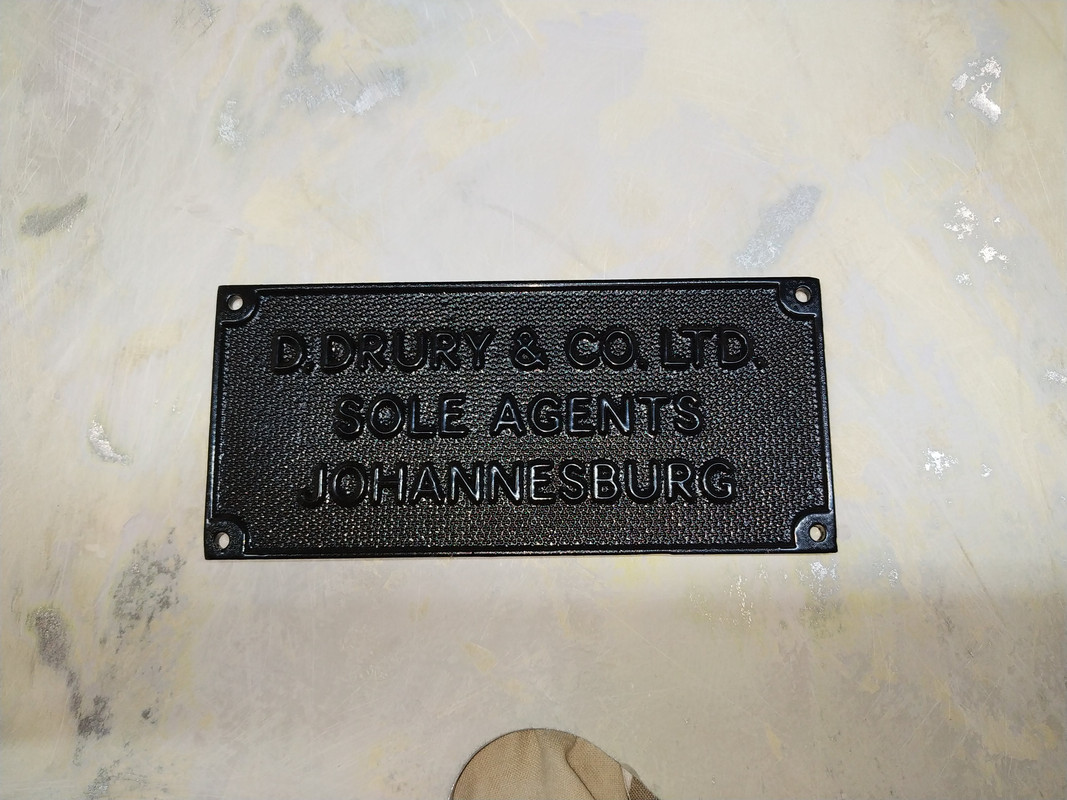 D. DRURY & CO. LTD.
SOLE AGENTS
JOHANNESBURG